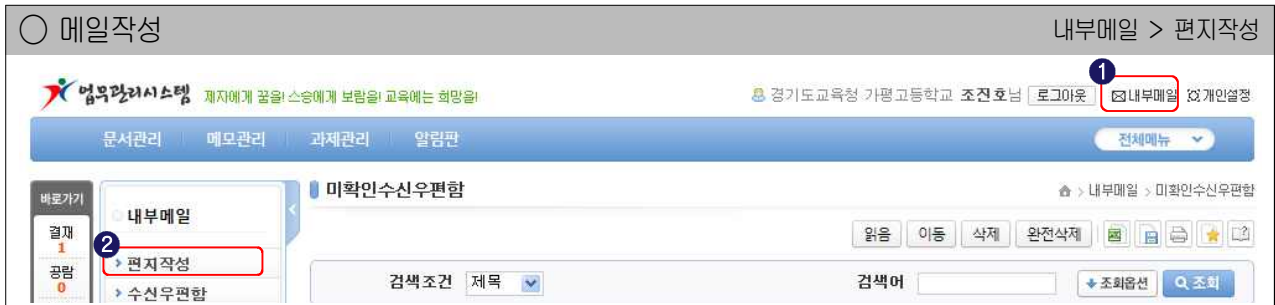 ○ 메일작성 내부메일 > 편지작성
1
업무관리시스템 제자에게 꿈을! 스승에게 보람을! 교육에는 희망을! 경기도교육청 가평고등학교 조진호님 로그아웃 내부메일 개인설정
문서관리 메모관리 과제관리 알림판 전체메뉴
바로가기 내부메일 미확인수신우편함 > 내부메일 > 미확인수신우편함
결재 읽음 이동 삭제 완전삭제
1
2
공람 > 편지작성 검색조건 제목 검색어 조회옵션 조회
0 > 수신우편함